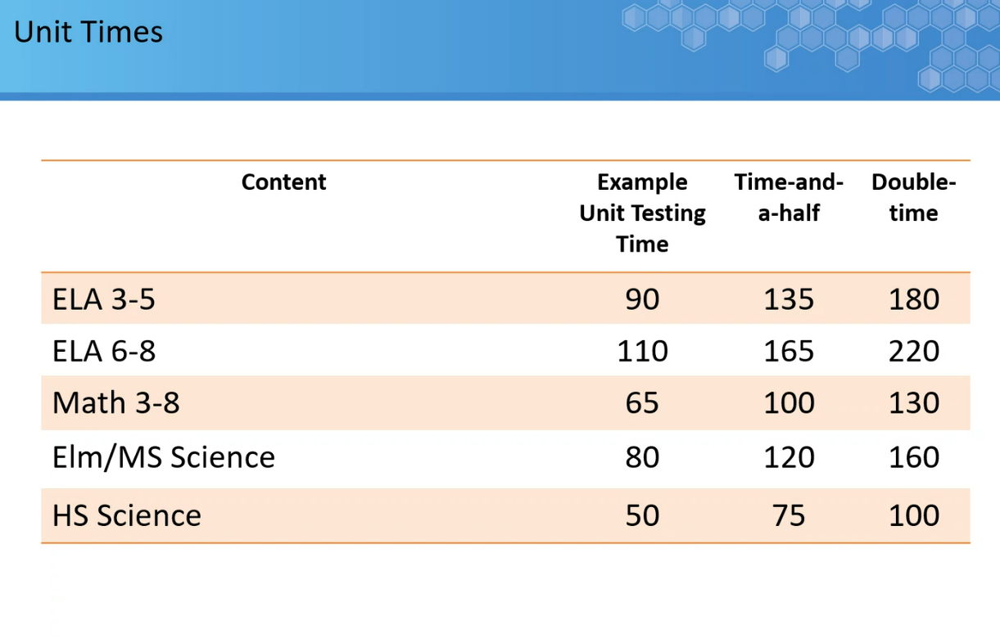 Unit Times
Content
Example
Unit Testing
Time
Time-and-
a-half
Double-
time
ELA 3-5 90 135 180
ELA 6-8 110 165 220
Math 3-8 65 100 130
Elm/MS Science 80 120 160
HS Science 50 75 100